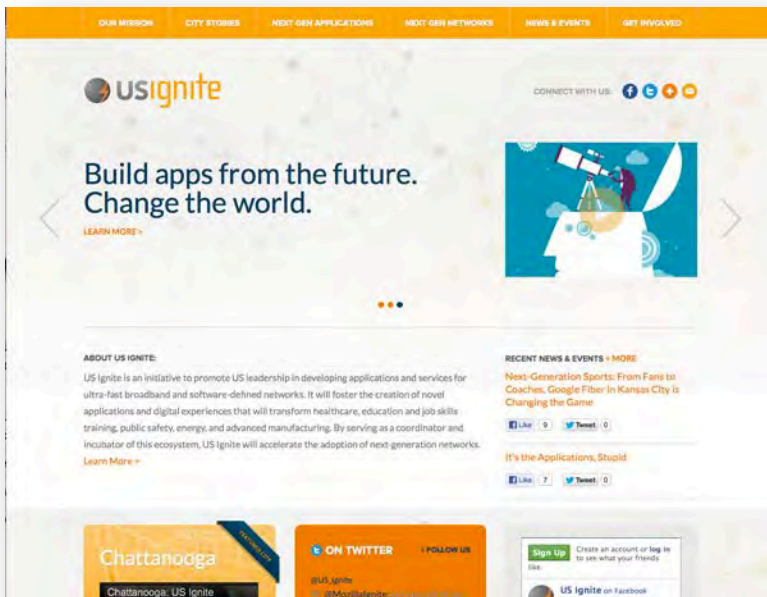 OUR MISSION
CITY STORIES
NEXT GEN APPLICATIONS
NEXT GEN NETWORKS
NEWS & EVENTS
GET INVOLVED
USIgnite
CONNECT WITH US:
Build apps from the future.
Change the world.
LEARN MORE >
ABOUT US IGNITE:
US Ignite is an initiative to promote US leadership in developing applications and services for
ultra-fast broadband and software-defined networks. It will foster the creation of novel
applications and digital experiences that will transform healthcare, education and job skills
training, public safety, energy, and advanced manufacturing. By serving as a coordinator and
incubator of this ecosystem, US Ignite will accelerate the adoption of next-generation networks.
Learn More >
RECENT NEWS & EVENTS > MORE
Next-Generation Sports: From Fans to
Coaches, Google Fiber in Kansas City is
Changing the Game
Like 9 Tweet 0
It's the Applications, Stupid
Like 7 Tweet 0
Chattanooga
FEATURED CITY
Chattanooga: US Ignite
ON TWITTER
> FOLLOW US
@US_Ignite
@MozillaIgnite:
Sign Up
Create an account or log in
to see what your friends
like.
US Ignite on Facebook